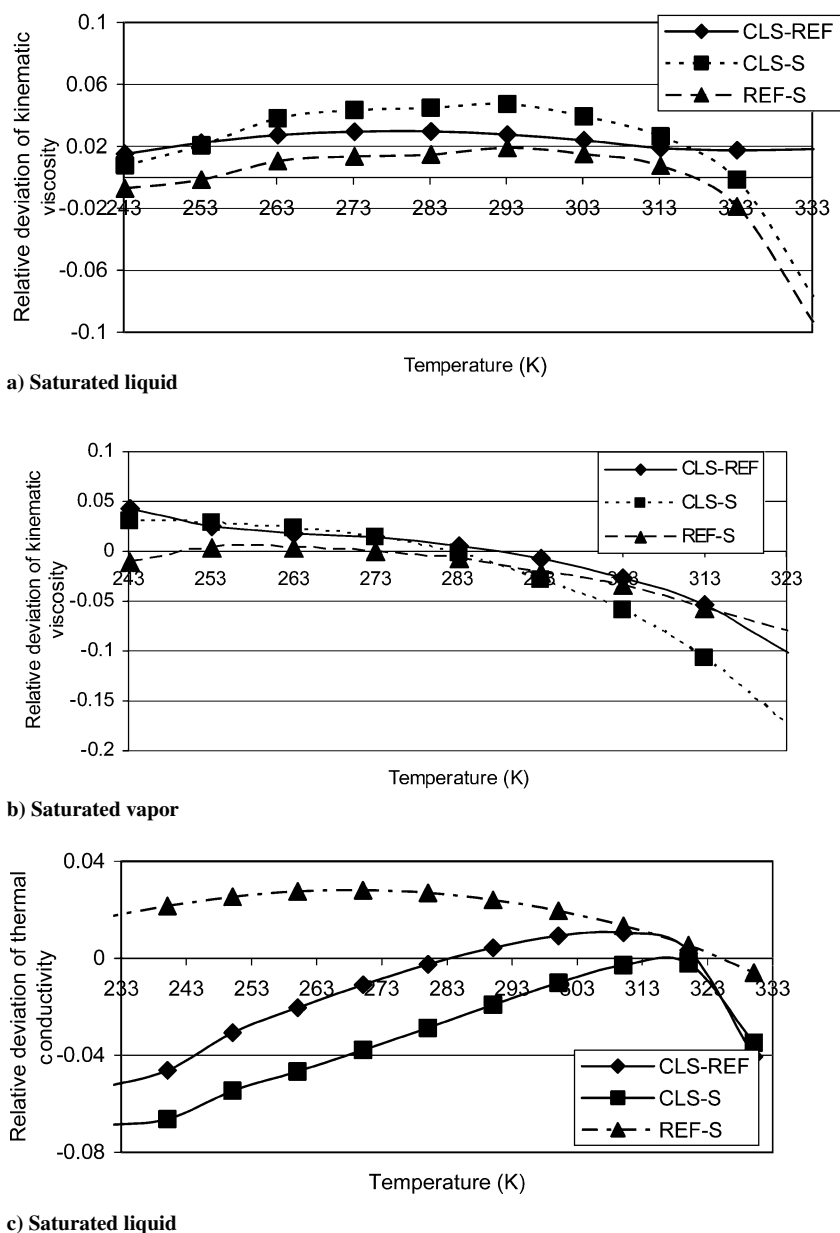 0.1
CLS-REF
CLS-S
REF-S
0.06
0.02
-0.02
-0.06
-0.1
243 253 263 273 283 293 303 313 323 333
Relative deviation of kinematic
viscosity
Temperature (K)
a) Saturated liquid
0.1
0.05
0
-0.05
-0.1
-0.15
-0.2
CLS-REF
CLS-S
REF-S
243 253 263 273 283 293 303 313 323
Relative deviation of kinematic
viscosity
Temperature (K)
b) Saturated vapor
0.04
0
-0.04
-0.08
233 243 253 263 273 283 293 303 313 323 333
CLS-REF
CLS-S
REF-S
Relative deviation of thermal
conductivity
Temperature (K)
c) Saturated liquid